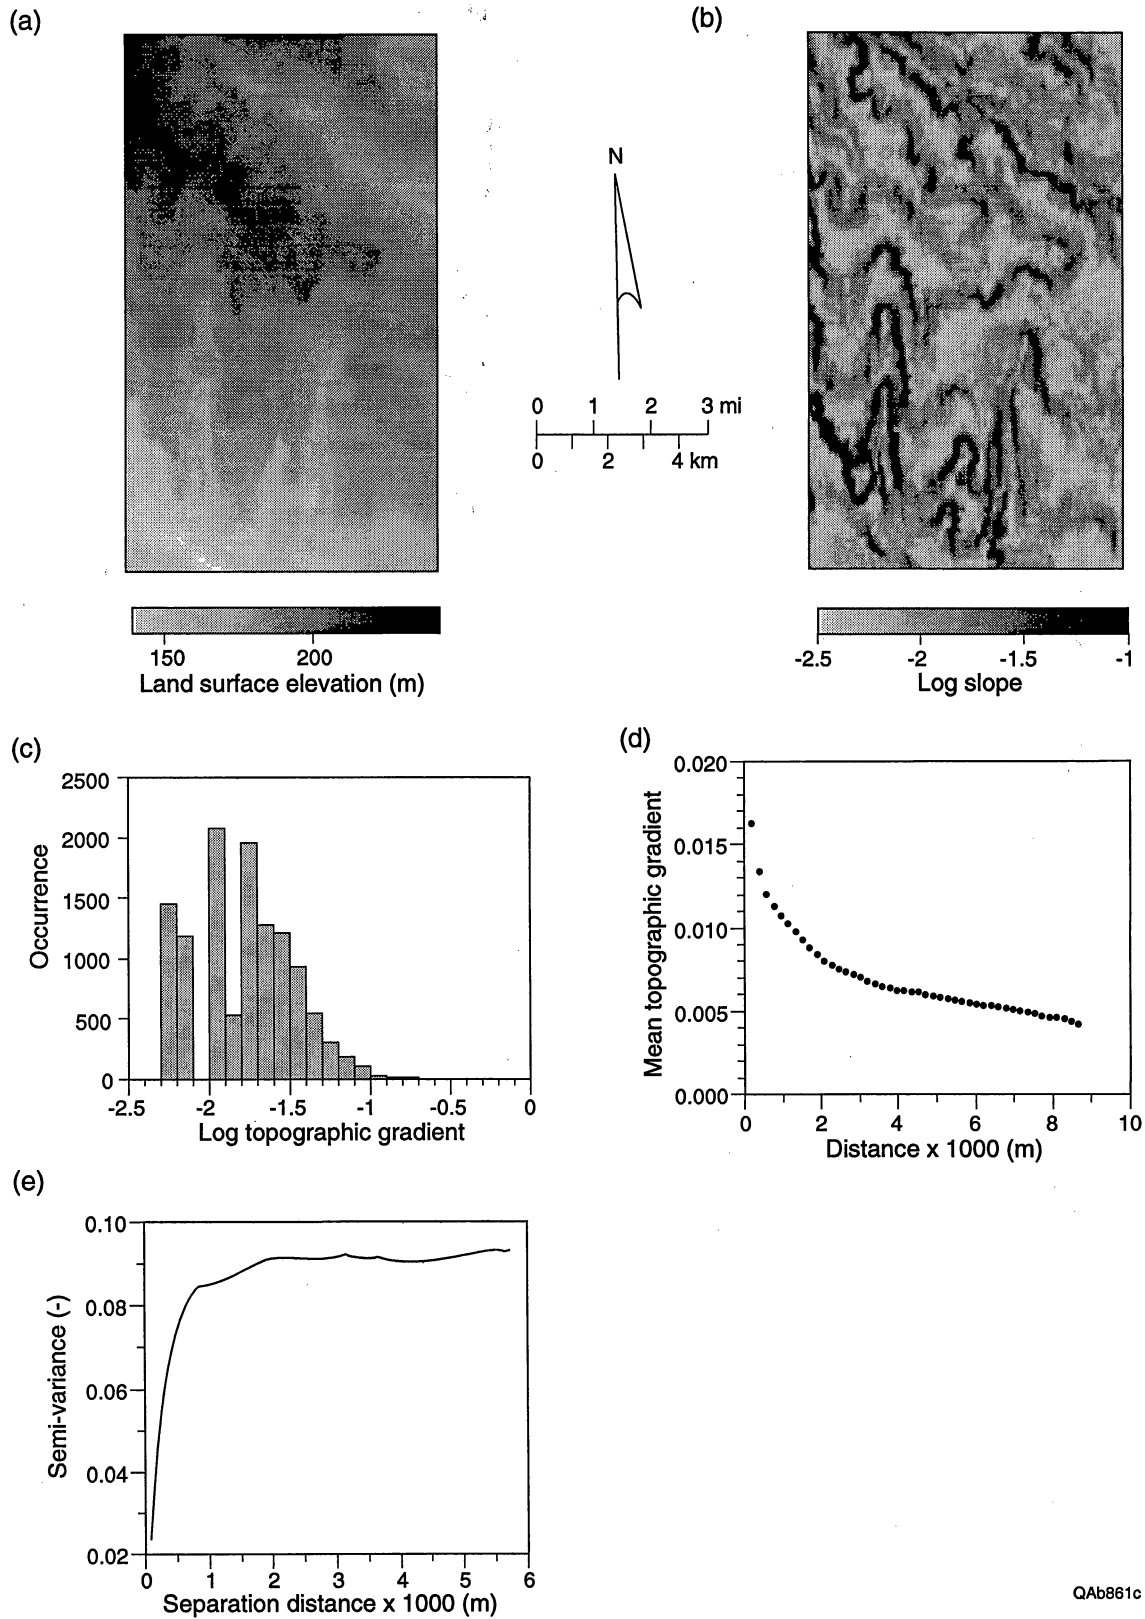 (a)
(b)
N
0 1 2 3 mi
0 2 4 km
150 200
Land surface elevation (m)
-2.5 -2 -1.5 -1
Log slope
(c)
2500
2000
1500
1000
500
0
Occurrence
-2.5 -2 -1.5 -1 -0.5 0
Log topographic gradient
(d)
0.020
0.015
0.010
0.005
0.000
Mean topographic gradient
0 2 4 6 8 10
Distance x 1000 (m)
(e)
0.10
0.08
0.06
0.04
0.02
Semi-variance (-)
0 1 2 3 4 5 6
Separation distance x 1000 (m)
QAb861c